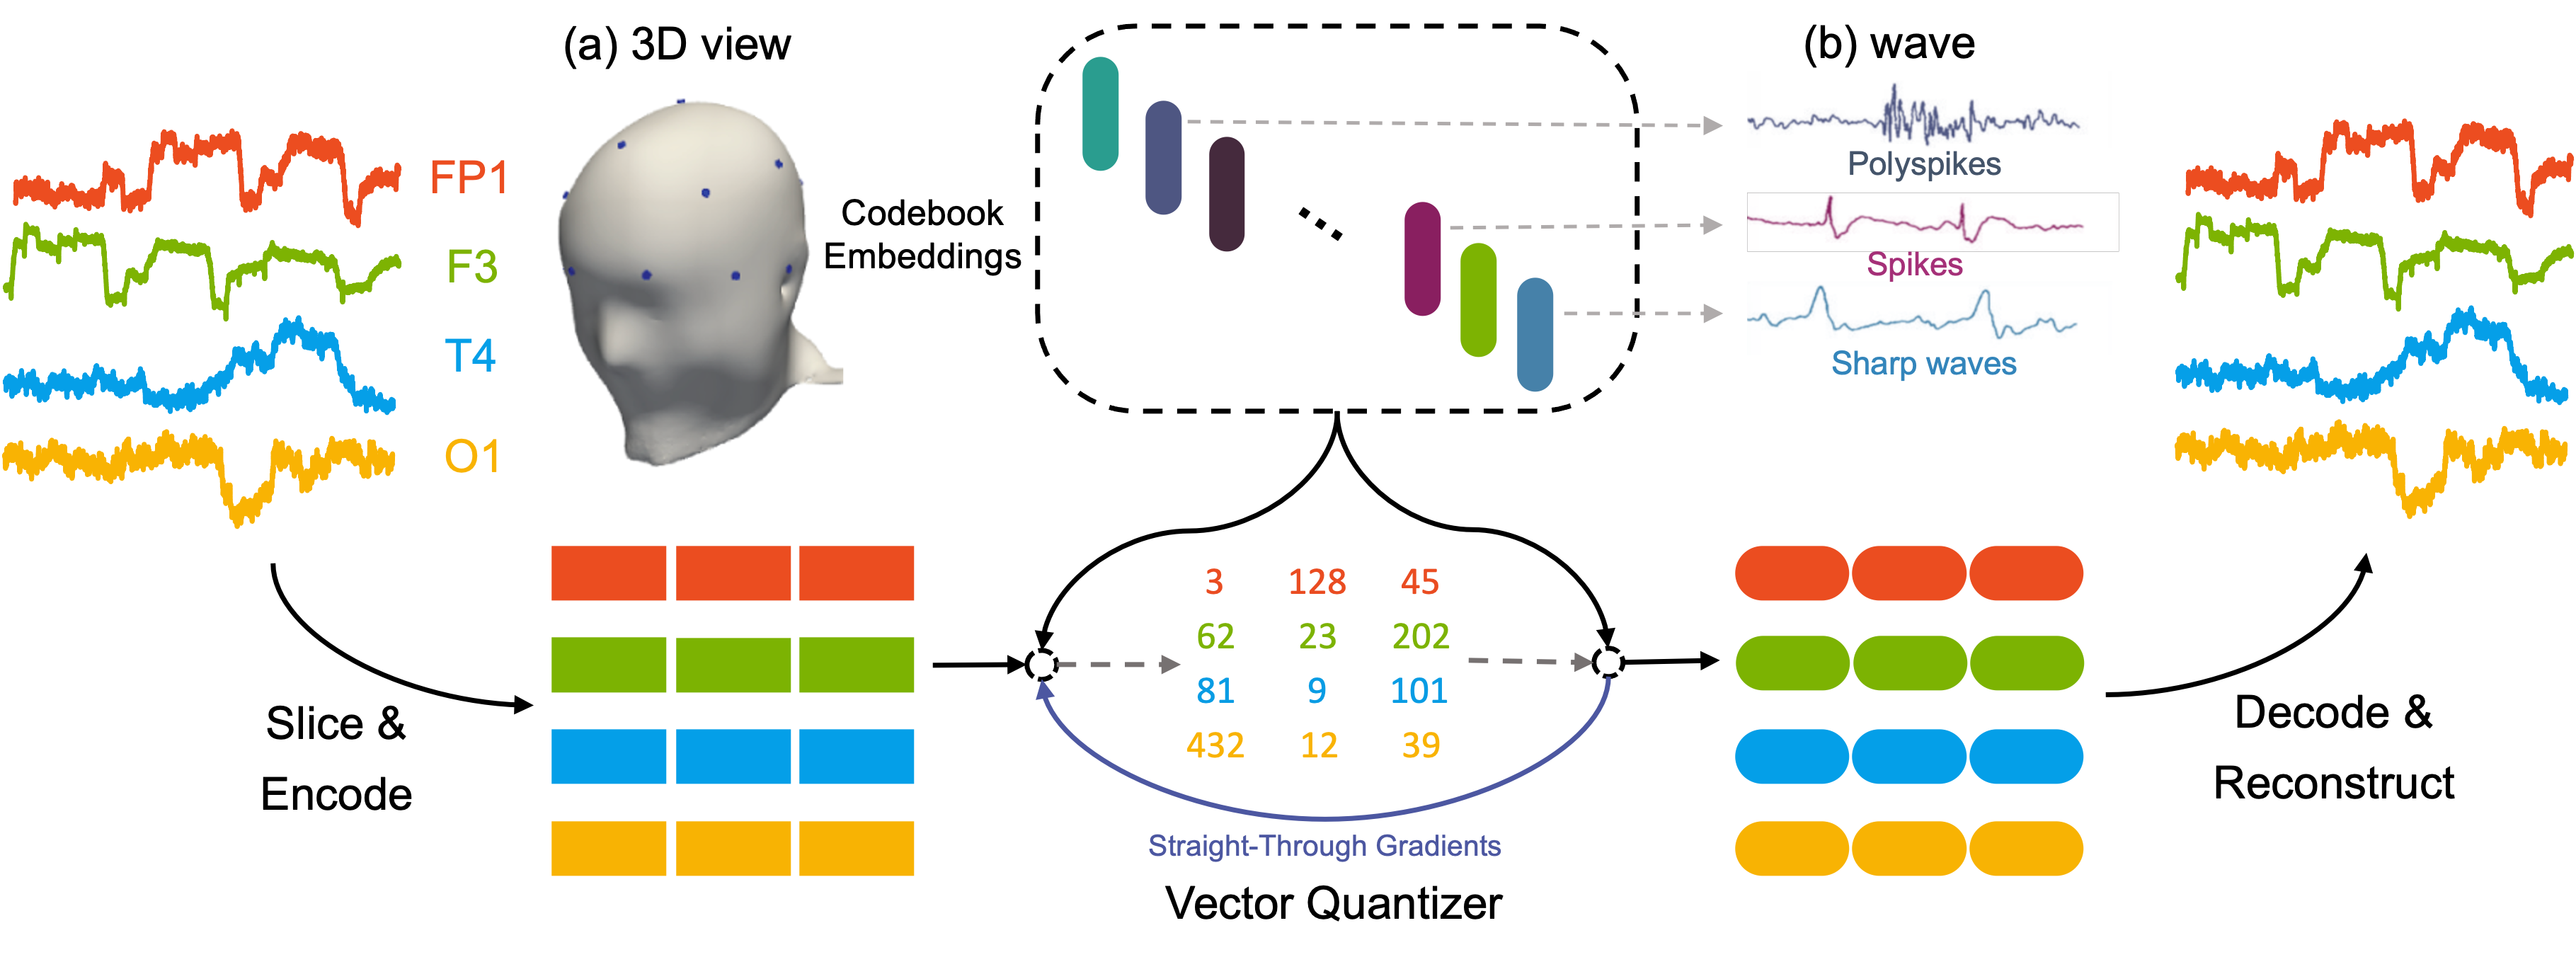 (a) 3D view
(b) wave
FP1
F3
T4
O1
Codebook
Embeddings
Polyspikes
Spikes
Sharp waves
3 128 45
62 23 202
81 9 101
432 12 39
Slice &
Encode
Straight-Through Gradients
Vector Quantizer
Decode &
Reconstruct